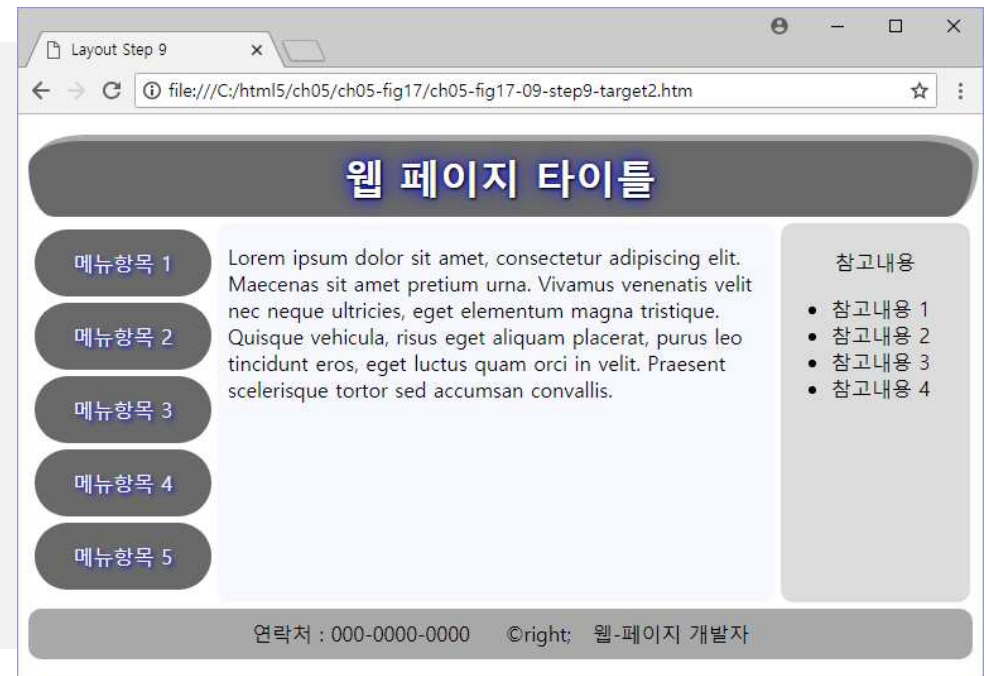 Layout Step 9
file:///C:/html5/ch05/ch05-fig17/ch05-fig17-09-step9-target2.htm
웹 페이지 타이틀
메뉴항목 1
메뉴항목 2
메뉴항목 3
메뉴항목 4
메뉴항목 5
Lorem ipsum dolor sit amet, consectetur adipiscing elit.
Maecenas sit amet pretium urna. Vivamus venenatis velit
nec neque ultricies, eget elementum magna tristique.
Quisque vehicula, risus eget aliquam placerat, purus leo
tincidunt eros, eget luctus quam orci in velit. Praesent
scelerisque tortor sed accumsan convallis.
참고내용
• 참고내용 1
• 참고내용 2
• 참고내용 3
• 참고내용 4
연락처 : 000-0000-0000 ©right; 웹-페이지 개발자